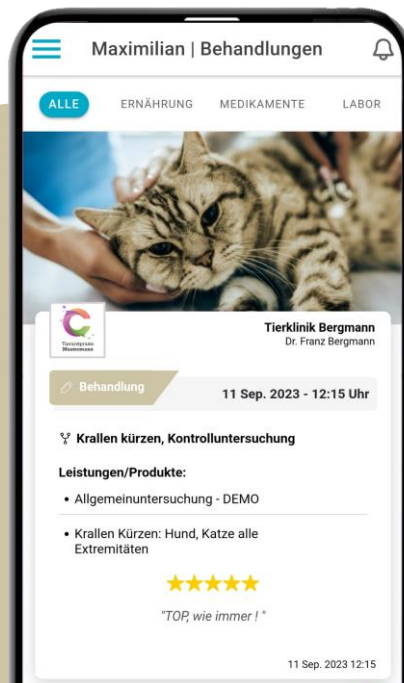 Maximilian | Behandlungen
ALLE ERNÄHRUNG MEDIKAMENTE LABOR
Tierarztpraxis
Mustermann
Tierklinik Bergmann
Dr. Franz Bergmann
Behandlung
11 Sep. 2023 - 12:15 Uhr
Krallen kürzen, Kontrolluntersuchung
Leistungen/Produkte:
• Allgemeinuntersuchung - DEMO
• Krallen Kürzen: Hund, Katze alle
Extremitäten
"TOP, wie immer ! "
11 Sep. 2023 12:15